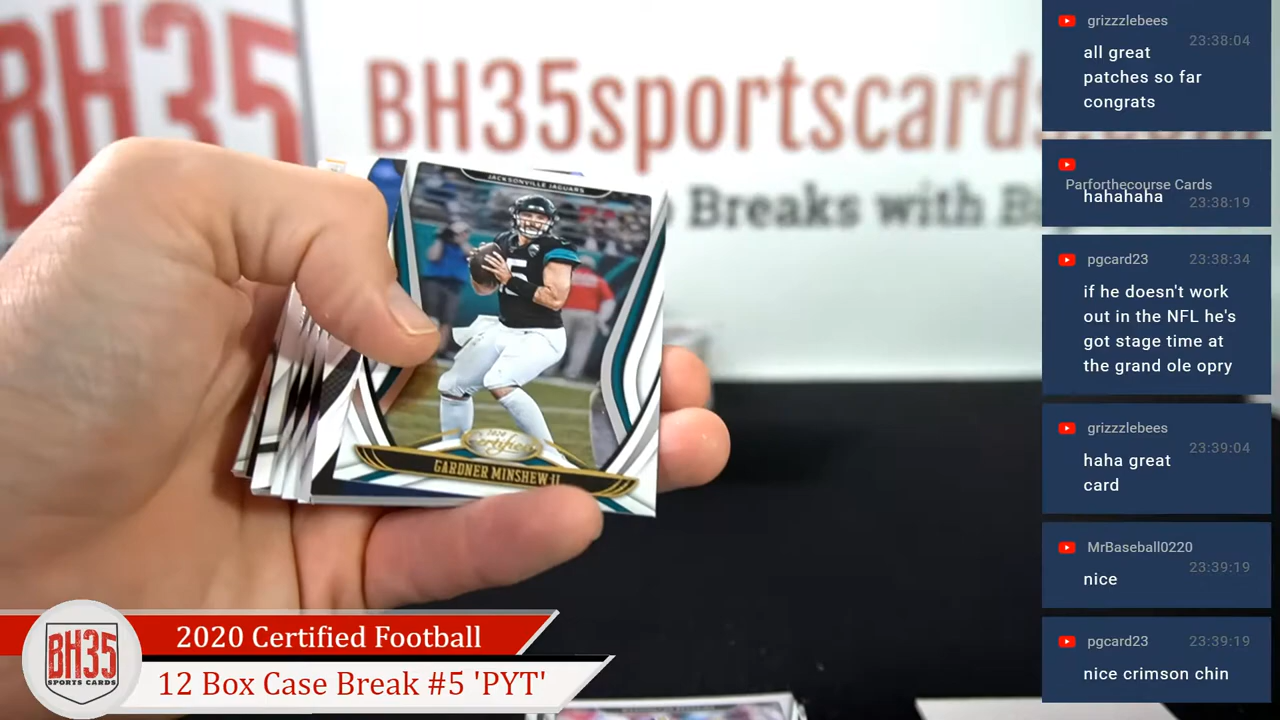 BH35
BH35sportscards.com
Breaks with
JACKSONVILLE JAGUARS
2020
Certified
GARDNER MINSHEW II
BH35
SPORTS CARDS
2020 Certified Football
12 Box Case Break #5 'PYT'
grizzzlebees
23:38:04
all great
patches so far
congrats
Parforthecourse Cards
hahahaha
23:38:19
pgcard23
23:38:34
if he doesn't work
out in the NFL he's
got stage time at
the grand ole opry
grizzzlebees
23:39:04
haha great
card
MrBaseball0220
23:39:19
nice
pgcard23
23:39:19
nice crimson chin